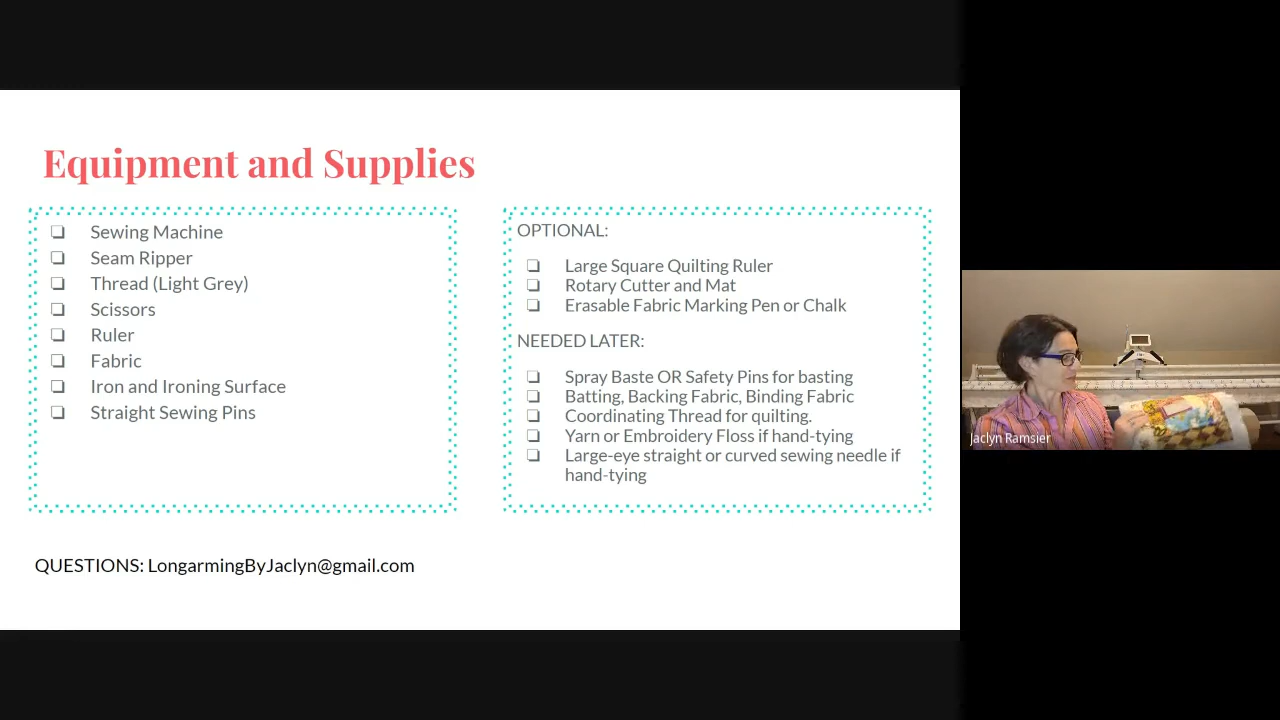 Equipment and Supplies
Sewing Machine
Seam Ripper
Thread (Light Grey)
Scissors
Ruler
Fabric
Iron and Ironing Surface
Straight Sewing Pins
OPTIONAL:
Large Square Quilting Ruler
Rotary Cutter and Mat
Erasable Fabric Marking Pen or Chalk
NEEDED LATER:
Spray Baste OR Safety Pins for basting
Batting, Backing Fabric, Binding Fabric
Coordinating Thread for quilting.
Yarn or Embroidery Floss if hand-tying
Large-eye straight or curved sewing needle if
hand-tying
QUESTIONS: LongarmingByJaclyn@gmail.com
Jaclyn Ramsier